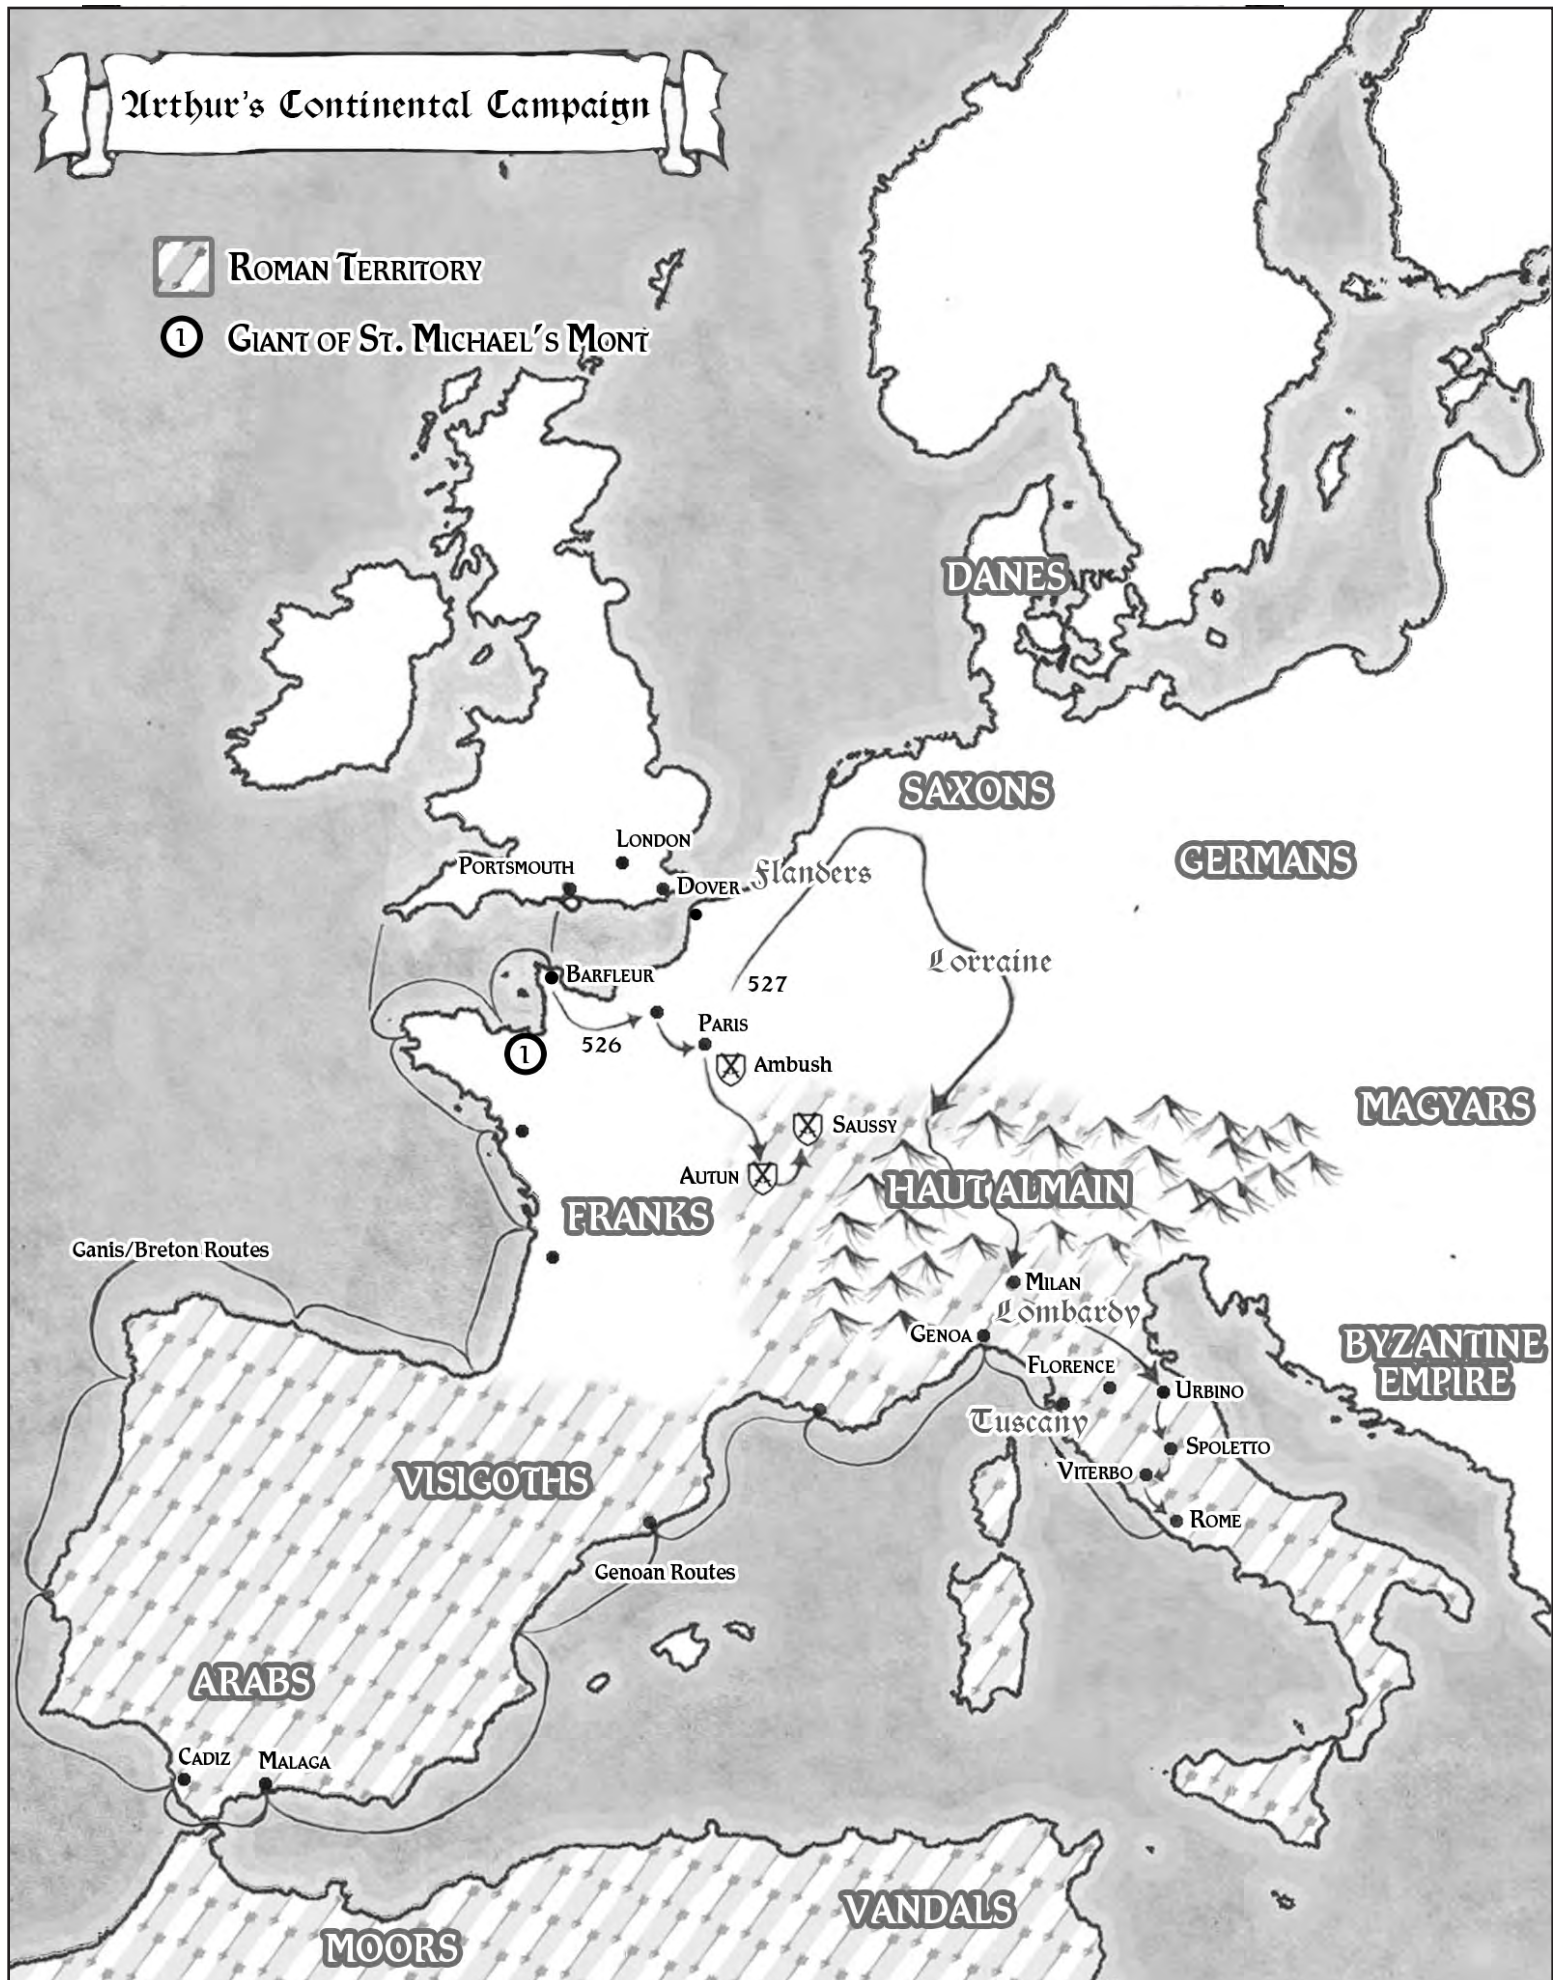 Arthur's Continental Campaign
Roman Territory
1 Giant of St. Michael's Mont
DANES
SAXONS
London
Portsmouth
Dover
Flanders
GERMANS
Lorraine
Barfleur
527
Paris
526
1
Ambush
MAGYARS
Saussy
Autun
HAUT ALMAIN
FRANKS
Ganis/Breton Routes
Milan
Lombardy
Genoa
BYZANTINE
EMPIRE
Florence
Urbino
Tuscany
Spoletto
Viterbo
VISIGOTHS
Rome
Genoan Routes
ARABS
Cadiz
Malaga
VANDALS
MOORS